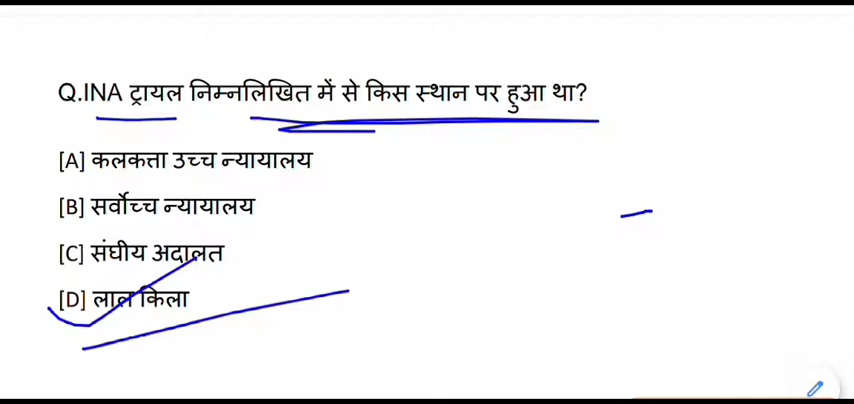 Q.INA ट्रायल निम्नलिखित में से किस स्थान पर हुआ था?
[A] कलकत्ता उच्च न्यायालय
[B] सर्वोच्च न्यायालय
[C] संघीय अदालत
[D] लाल किला